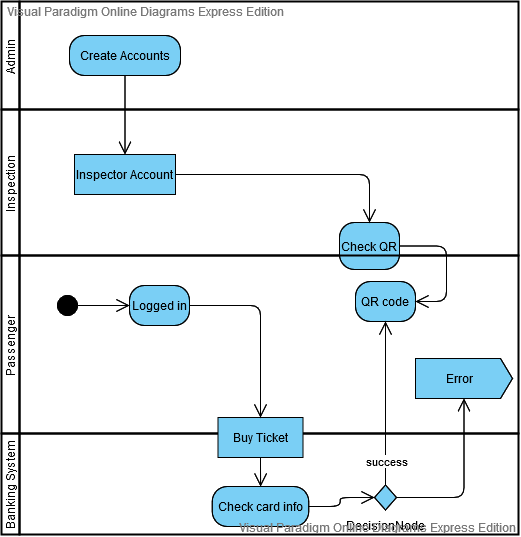 Visual Paradigm Online Diagrams Express Edition
Admin
Create Accounts
Inspection
Inspector Account
Check QR
Passenger
Logged in
QR code
Error
Buy Ticket
Banking System
success
Check card info
DecisionNode
Visual Paradigm Online Diagrams Express Edition